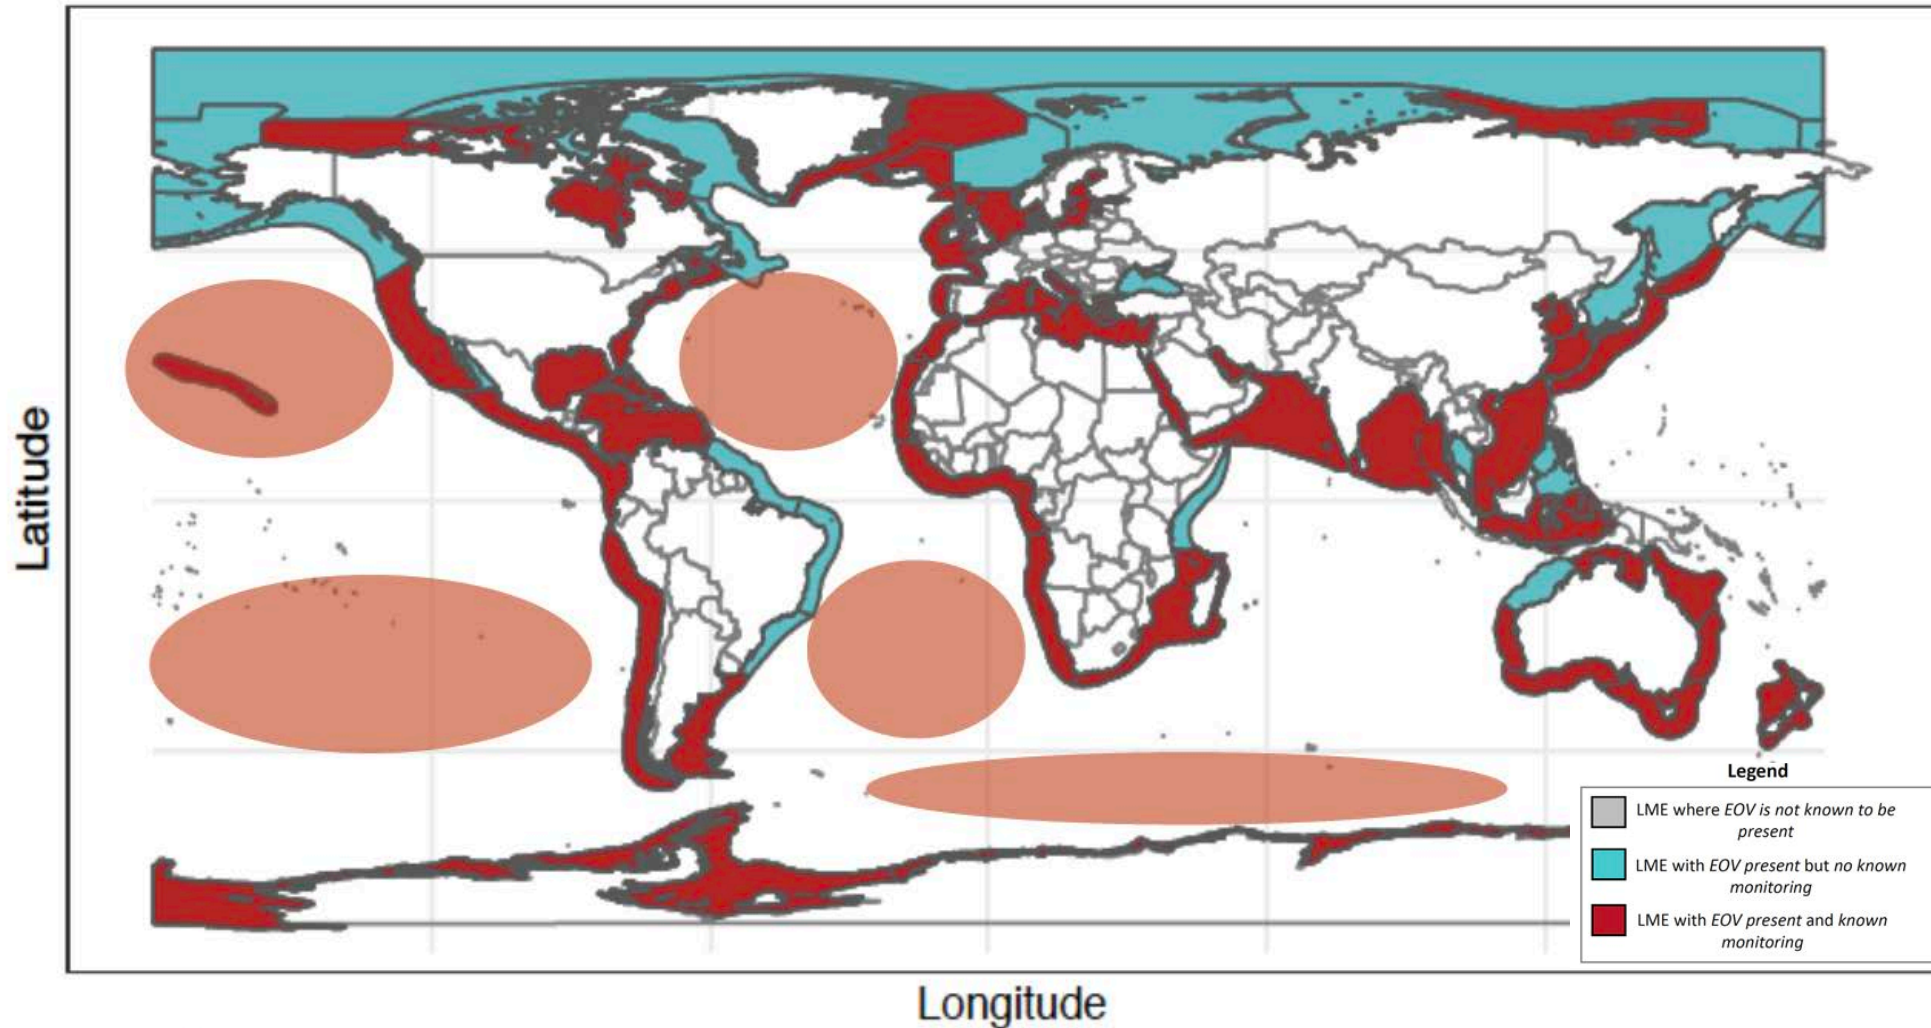 Latitude
Legend
LME where EOV is not known to be
present
LME with EOV present but no known
monitoring
LME with EOV present and known
monitoring
Longitude